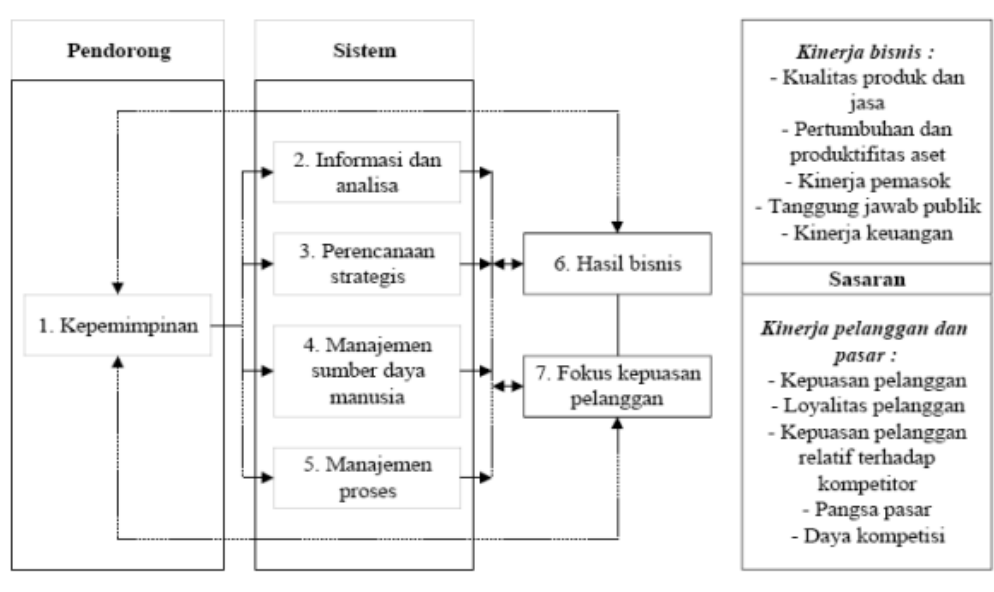 Pendorong
1. Kepemimpinan
Sistem
2. Informasi dan
analisa
3. Perencanaan
strategis
4. Manajemen
sumber daya
manusia
5. Manajemen
proses
6. Hasil bisnis
7. Fokus kepuasan
pelanggan
Kinerja bisnis :
- Kualitas produk dan
jasa
- Pertumbuhan dan
produktifitas aset
- Kinerja pemasok
- Tanggung jawab publik
- Kinerja keuangan
Sasaran
Kinerja pelanggan dan
pasar :
- Kepuasan pelanggan
- Loyalitas pelanggan
- Kepuasan pelanggan
relatif terhadap
kompetitor
- Pangsa pasar
- Daya kompetisi